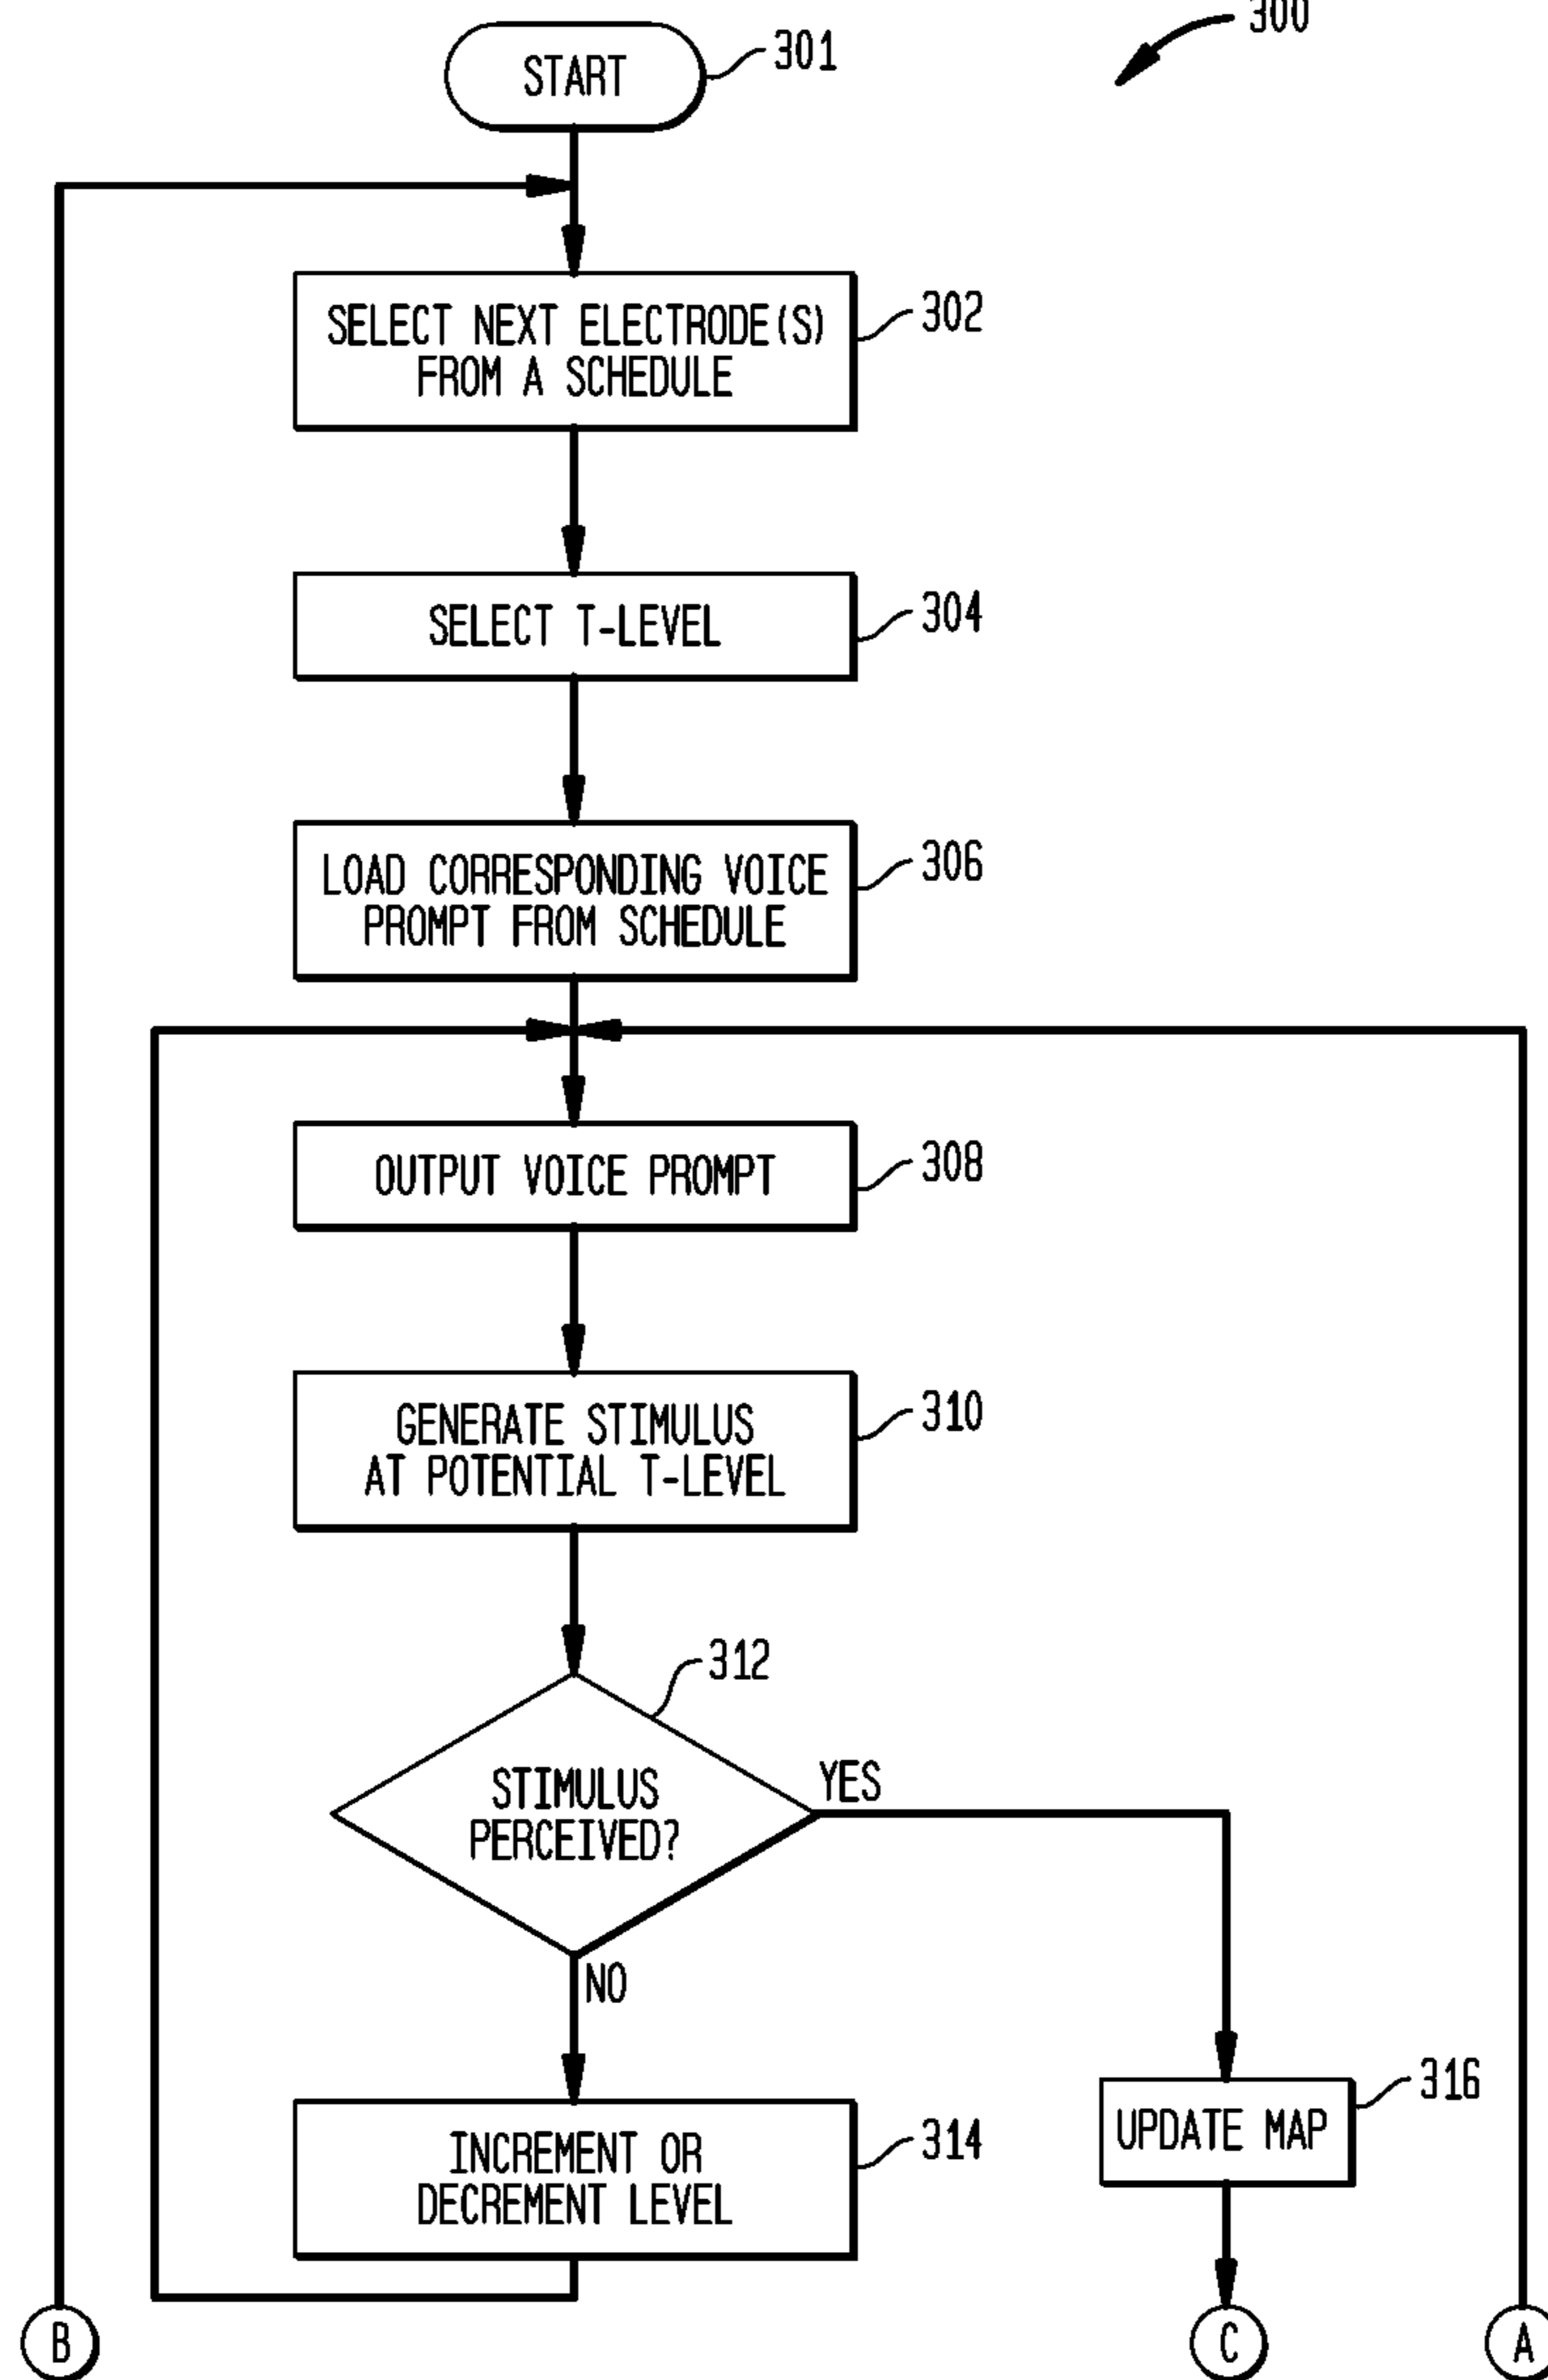 300
START
301
SELECT NEXT ELECTRODE(S)
FROM A SCHEDULE
302
SELECT T-LEVEL
304
LOAD CORRESPONDING VOICE
PROMPT FROM SCHEDULE
306
OUTPUT VOICE PROMPT
308
GENERATE STIMULUS
AT POTENTIAL T-LEVEL
310
312
STIMULUS
PERCEIVED?
YES
NO
INCREMENT OR
DECREMENT LEVEL
314
UPDATE MAP
316
B
C
A